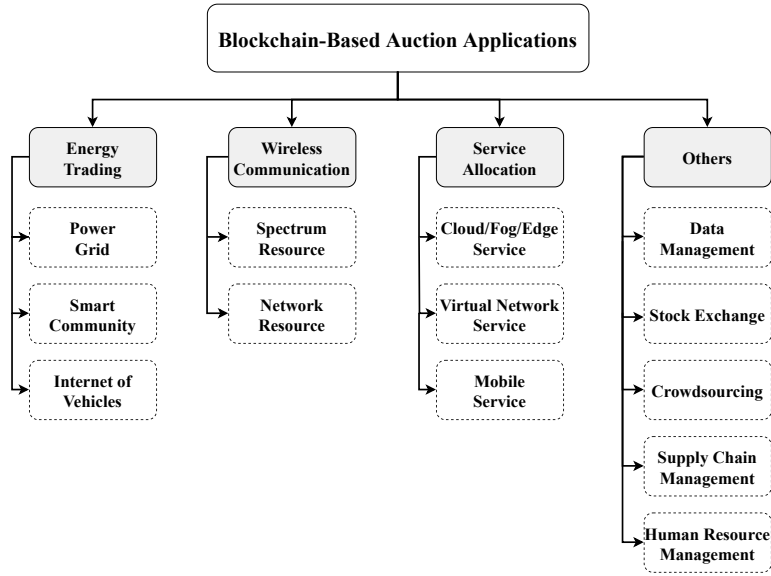 Blockchain-Based Auction Applications
Energy
Trading
Wireless
Communication
Service
Allocation
Others
Power
Grid
Smart
Community
Internet of
Vehicles
Spectrum
Resource
Network
Resource
Cloud/Fog/Edge
Service
Virtual Network
Service
Mobile
Service
Data
Management
Stock Exchange
Crowdsourcing
Supply Chain
Management
Human Resource
Management